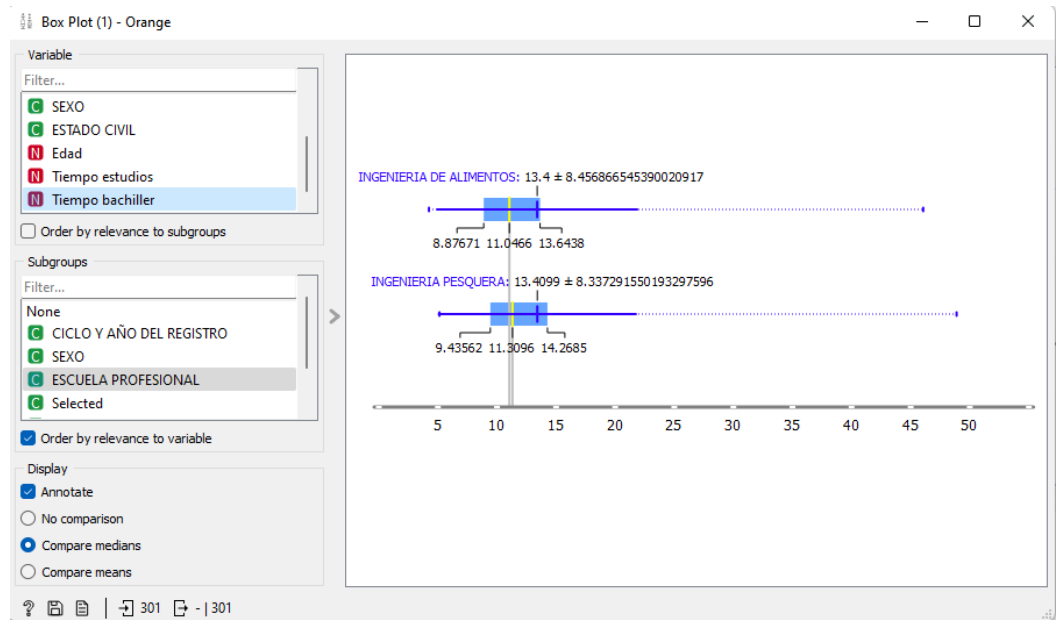 Box Plot (1) - Orange
Variable
Filter...
C SEXO
C ESTADO CIVIL
N Edad
N Tiempo estudios
N Tiempo bachiller
Order by relevance to subgroups
Subgroups
Filter...
None
C CICLO Y AÑO DEL REGISTRO
C SEXO
C ESCUELA PROFESIONAL
C Selected
Order by relevance to variable
Display
Annotate
No comparison
Compare medians
Compare means
? 301 - | 301
INGENIERIA DE ALIMENTOS: 13.4 ± 8.456866545390020917
8.87671 11.0466 13.6438
INGENIERIA PESQUERA: 13.4099 ± 8.337291550193297596
9.43562 11.3096 14.2685
5 10 15 20 25 30 35 40 45 50